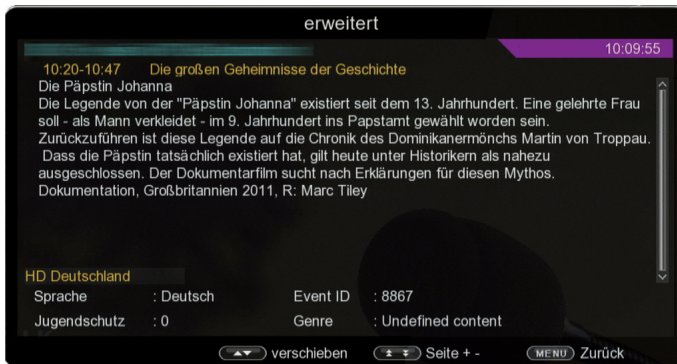 erweitert
10:09:55
10:20-10:47 Die großen Geheimnisse der Geschichte
Die Päpstin Johanna
Die Legende von der "Päpstin Johanna" existiert seit dem 13. Jahrhundert. Eine gelehrte Frau
soll - als Mann verkleidet - im 9. Jahrhundert ins Papstamt gewählt worden sein.
Zurückzuführen ist diese Legende auf die Chronik des Dominikanermönchs Martin von Troppau.
Dass die Päpstin tatsächlich existiert hat, gilt heute unter Historikern als nahezu
ausgeschlossen. Der Dokumentarfilm sucht nach Erklärungen für diesen Mythos.
Dokumentation, Großbritannien 2011, R: Marc Tiley
HD Deutschland
Sprache : Deutsch Event ID : 8867
Jugendschutz : 0 Genre : Undefined content
verschieben Seite + - MENU Zurück